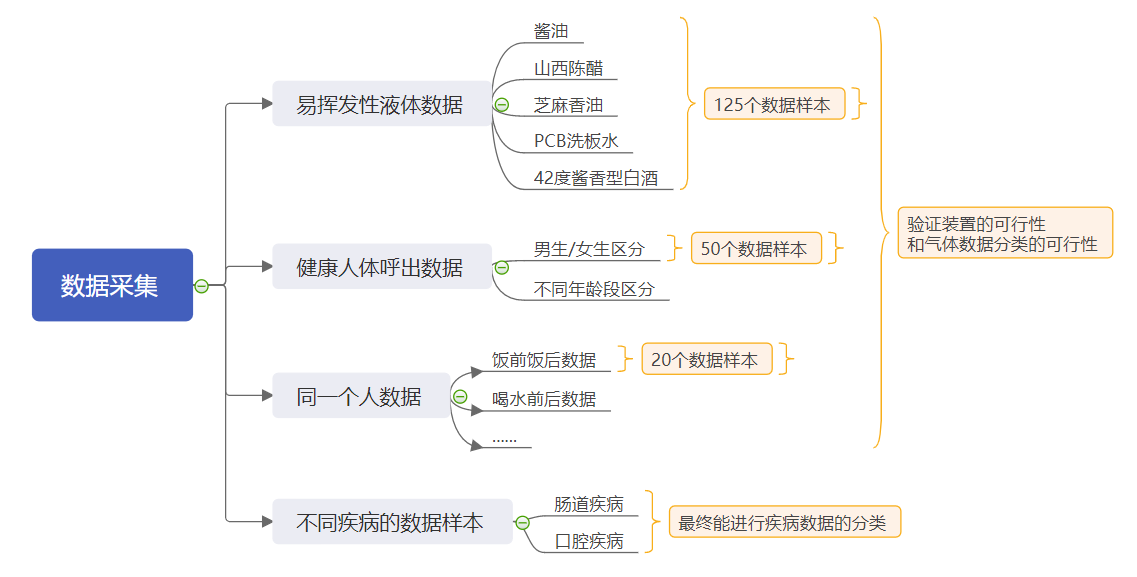 数据采集
易挥发性液体数据
酱油
山西陈醋
芝麻香油
PCB洗板水
42度酱香型白酒
125个数据样本
健康人体呼出数据
男生/女生区分
50个数据样本
不同年龄段区分
同一个人数据
饭前饭后数据
20个数据样本
喝水前后数据
......
验证装置的可行性
和气体数据分类的可行性
不同疾病的数据样本
肠道疾病
口腔疾病
最终能进行疾病数据的分类